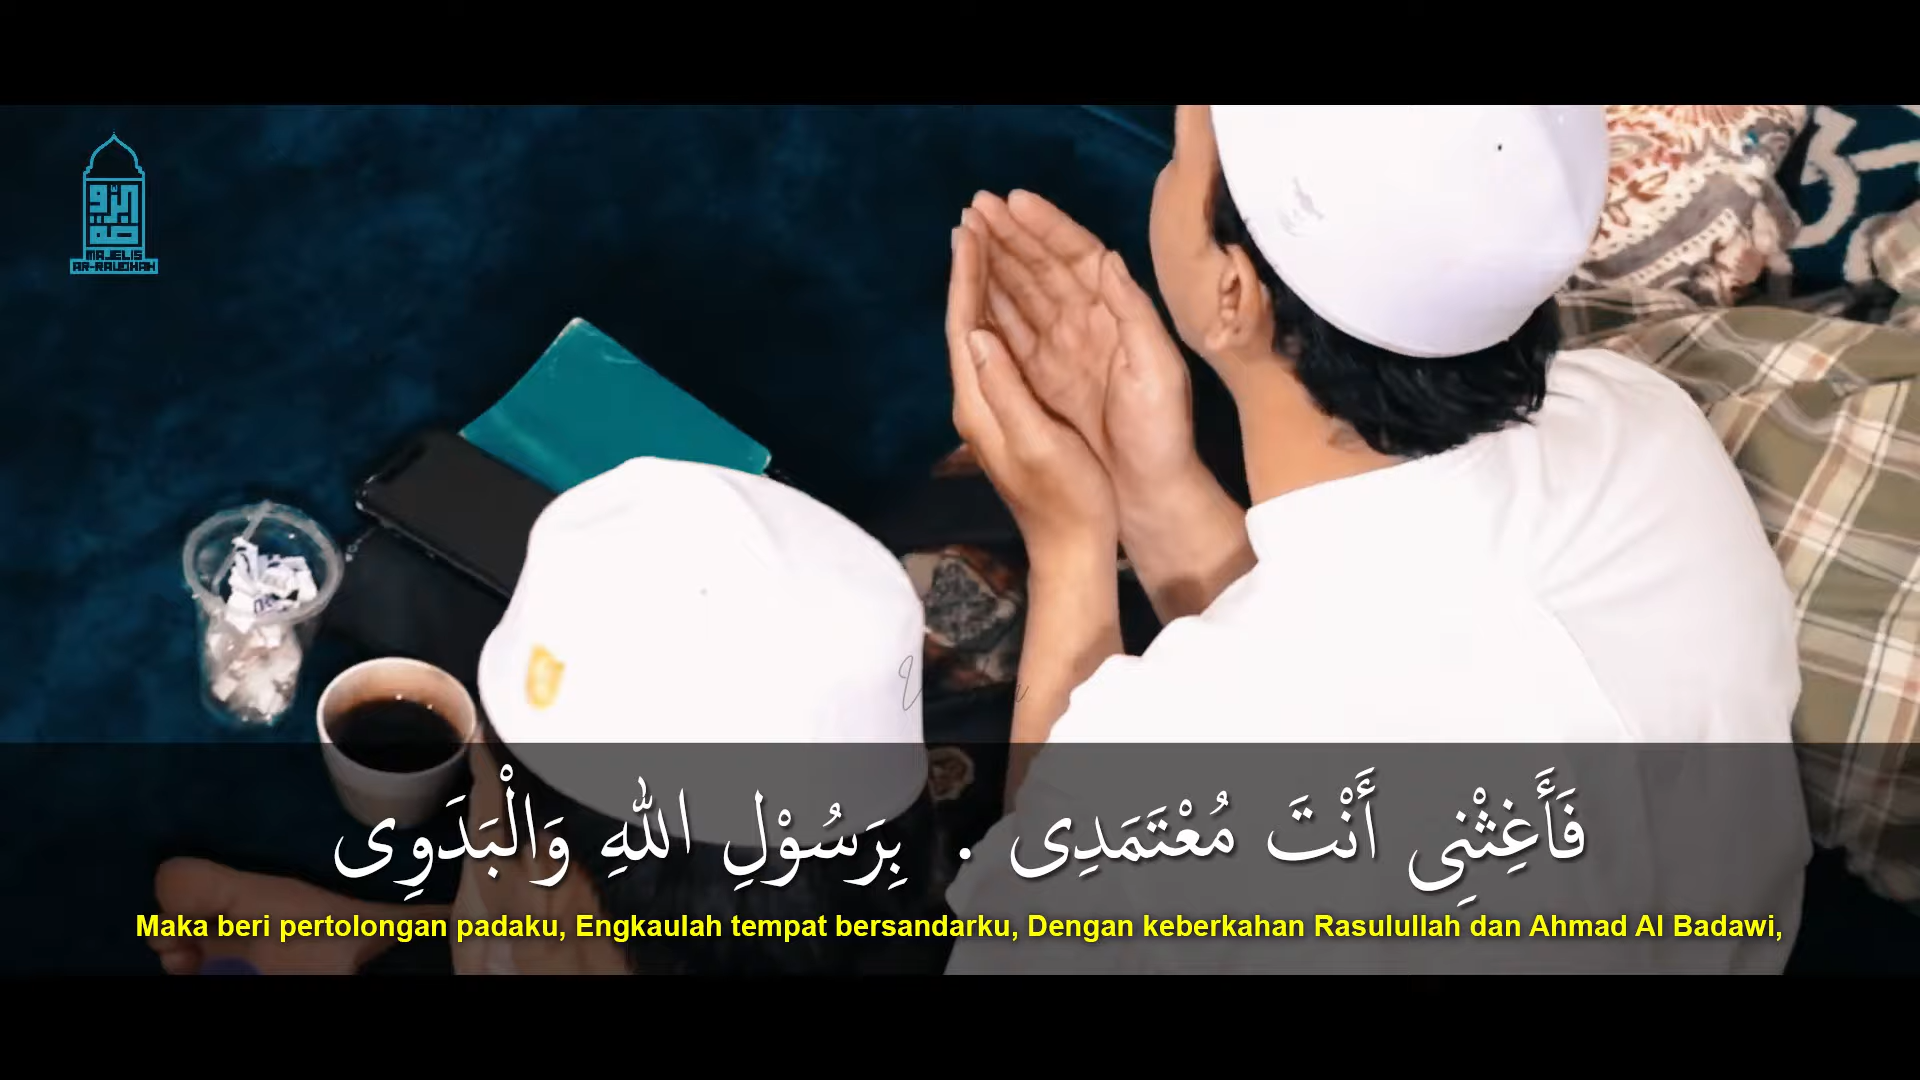 الروضة
MAJELIS
AR-RAUDHAH
فَأَغِثْنِى أَنْتَ مُعْتَمَدِى . بِرَسُوْلِ اللهِ وَالْبَدَوِى
Maka beri pertolongan padaku, Engkaulah tempat bersandarku, Dengan keberkahan Rasulullah dan Ahmad Al Badawi,